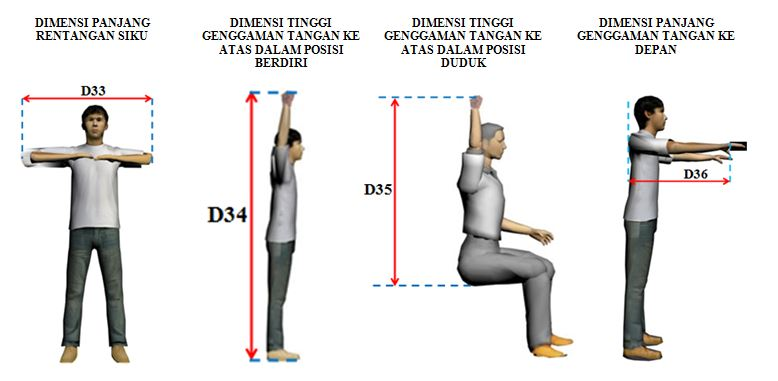 DIMENSI PANJANG
RENTANGAN SIKU
DIMENSI TINGGI
GENGGAMAN TANGAN KE
ATAS DALAM POSISI
BERDIRI
DIMENSI TINGGI
GENGGAMAN TANGAN KE
ATAS DALAM POSISI
DUDUK
DIMENSI PANJANG
GENGGAMAN TANGAN KE
DEPAN
D33
D34
D35
D36